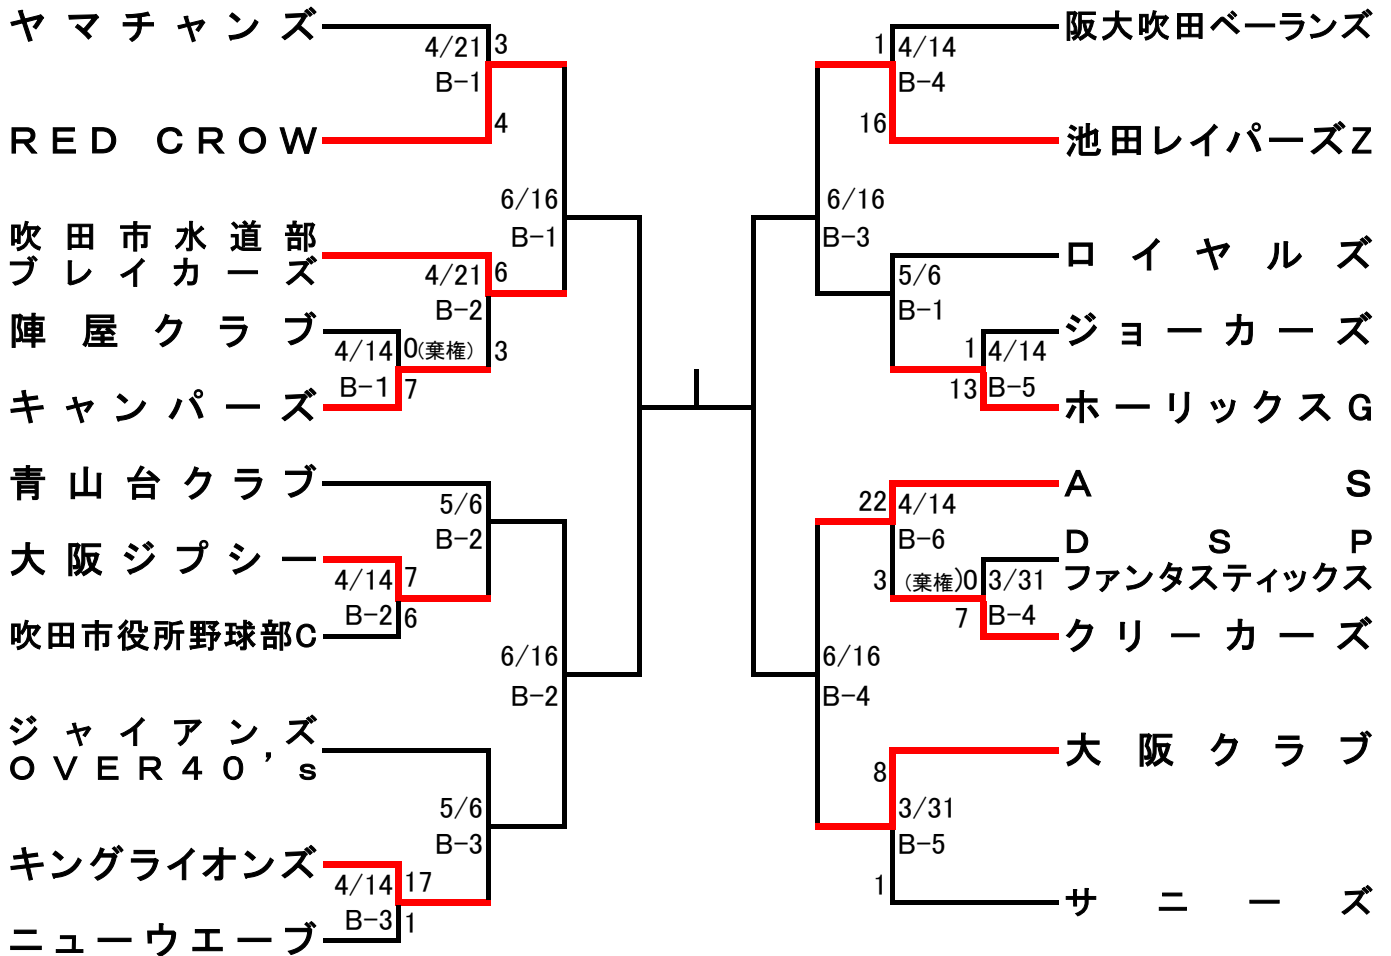 ヤマチャンズ
4/21
3
B-1
RED CROW
4
6/16
B-1
吹田市水道部
ブレイカーズ
4/21
6
B-2
陣屋クラブ
4/14
0(棄権)
3
B-1
キャンパーズ
7
青山台クラブ
5/6
B-2
大阪ジプシー
7
4/14
B-2
6
吹田市役所野球部C
6/16
B-2
ジャイアンズ
OVER40's
5/6
B-3
キングライオンズ
17
4/14
B-3
1
ニューウエーブ
阪大吹田ベーランズ
1
4/14
B-4
16
池田レイパーズZ
6/16
B-3
ロイヤルズ
5/6
B-1
ジョーカーズ
1
4/14
13
B-5
ホーリックスG
AS
22
4/14
B-6
DSP
ファンタスティックス
3
(棄権)0
3/31
7
B-4
クリーカーズ
6/16
B-4
大阪クラブ
8
3/31
B-5
1
サニーズ